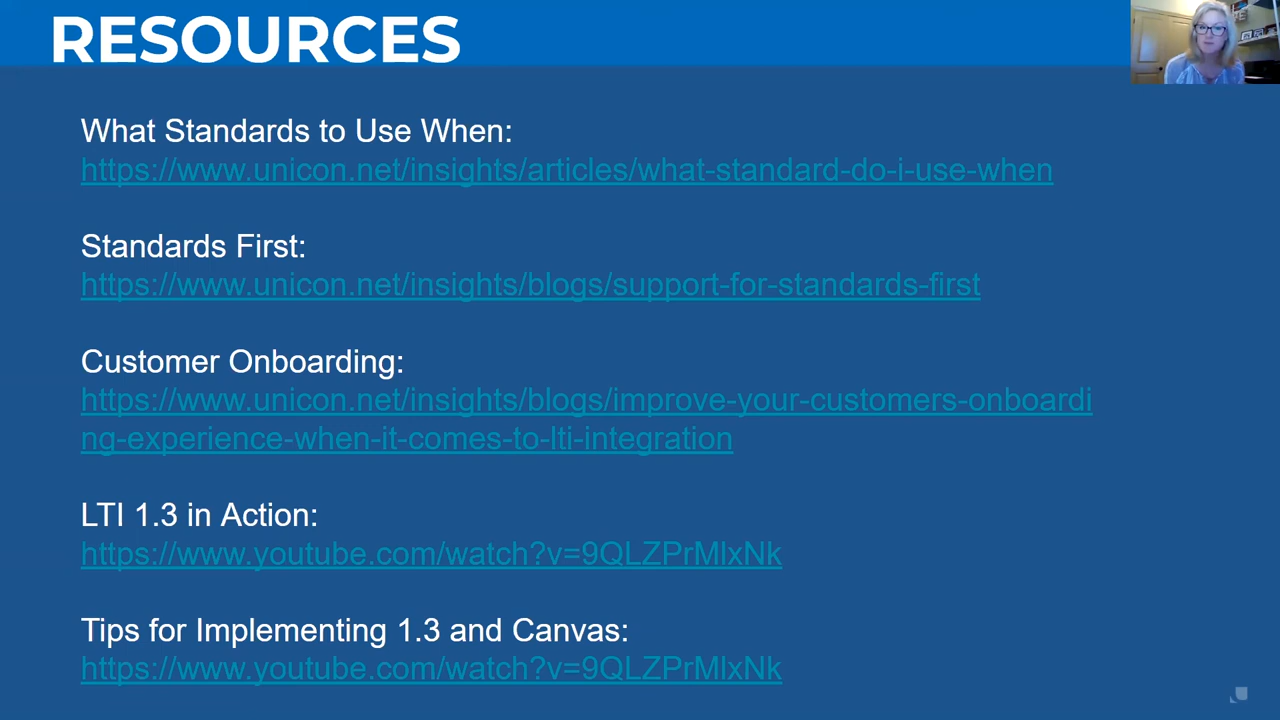 RESOURCES
What Standards to Use When:
https://www.unicon.net/insights/articles/what-standard-do-i-use-when
Standards First:
https://www.unicon.net/insights/blogs/support-for-standards-first
Customer Onboarding:
https://www.unicon.net/insights/blogs/improve-your-customers-onboardi
ng-experience-when-it-comes-to-lti-integration
LTI 1.3 in Action:
https://www.youtube.com/watch?v=9QLZPrMlxNk
Tips for Implementing 1.3 and Canvas:
https://www.youtube.com/watch?v=9QLZPrMlxNk